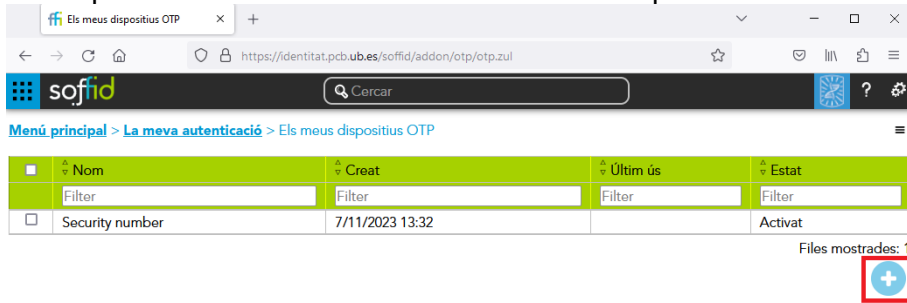 Els meus dispositius OTP
https://identitat.pcb.ub.es/soffid/addon/otp/otp.zul
soffid Cercar ?
Menú principal > La meva autenticació > Els meus dispositius OTP
Nom Creat Últim ús Estat
Filter Filter Filter Filter
Security number 7/11/2023 13:32 Activat
Files mostrades: 1